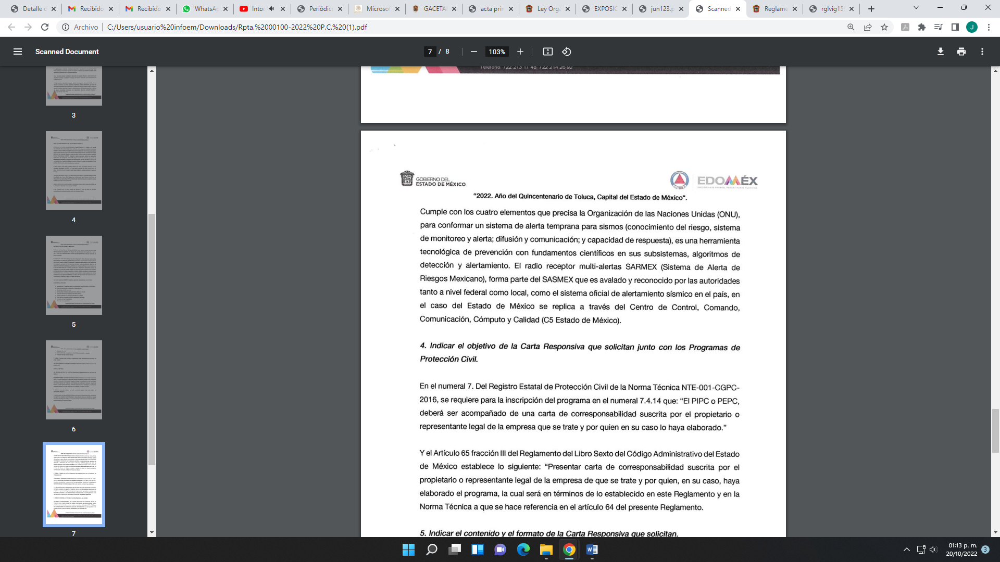 Detalle d
Recibido
Recibido
WhatsAp
Intoc
Periódico
Microsof
GACETA
acta prin
Ley Orga
EXPOSIC
jun123.p
Scanned
Reglame
rglvig159
Archivo
C:/Users/usuario%20infoem/Downloads/Rpta.%2000100-2022%20P.C.%20(1).pdf
J
Scanned Document
7 / 8
103%
3
4
5
6
7
Teléfono: 722 213 17 48, 722 214 26 92
GOBIERNO DEL
ESTADO DE MÉXICO
EDOMÉX
“2022. Año del Quincentenario de Toluca, Capital del Estado de México”.
Cumple con los cuatro elementos que precisa la Organización de las Naciones Unidas (ONU),
para conformar un sistema de alerta temprana para sismos (conocimiento del riesgo, sistema
de monitoreo y alerta; difusión y comunicación; y capacidad de respuesta), es una herramienta
tecnológica de prevención con fundamentos científicos en sus subsistemas, algoritmos de
detección y alertamiento. El radio receptor multi-alertas SARMEX (Sistema de Alerta de
Riesgos Mexicano), forma parte del SASMEX que es avalado y reconocido por las autoridades
tanto a nivel federal como local, como el sistema oficial de alertamiento sísmico en el país, en
el caso del Estado de México se replica a través del Centro de Control, Comando,
Comunicación, Cómputo y Calidad (C5 Estado de México).
4. Indicar el objetivo de la Carta Responsiva que solicitan junto con los Programas de
Protección Civil.
En el numeral 7. Del Registro Estatal de Protección Civil de la Norma Técnica NTE-001-CGPC-
2016, se requiere para la inscripción del programa en el numeral 7.4.14 que: “El PIPC o PEPC,
deberá ser acompañado de una carta de corresponsabilidad suscrita por el propietario o
representante legal de la empresa que se trate y por quien en su caso lo haya elaborado.”
Y el Artículo 65 fracción III del Reglamento del Libro Sexto del Código Administrativo del Estado
de México establece lo siguiente: “Presentar carta de corresponsabilidad suscrita por el
propietario o representante legal de la empresa de que se trate y por quien, en su caso, haya
elaborado el programa, la cual será en términos de lo establecido en este Reglamento y en la
Norma Técnica a que se hace referencia en el artículo 64 del presente Reglamento.
5. Indicar el contenido y el formato de la Carta Responsiva que solicitan.
01:13 p. m.
20/10/2022
3